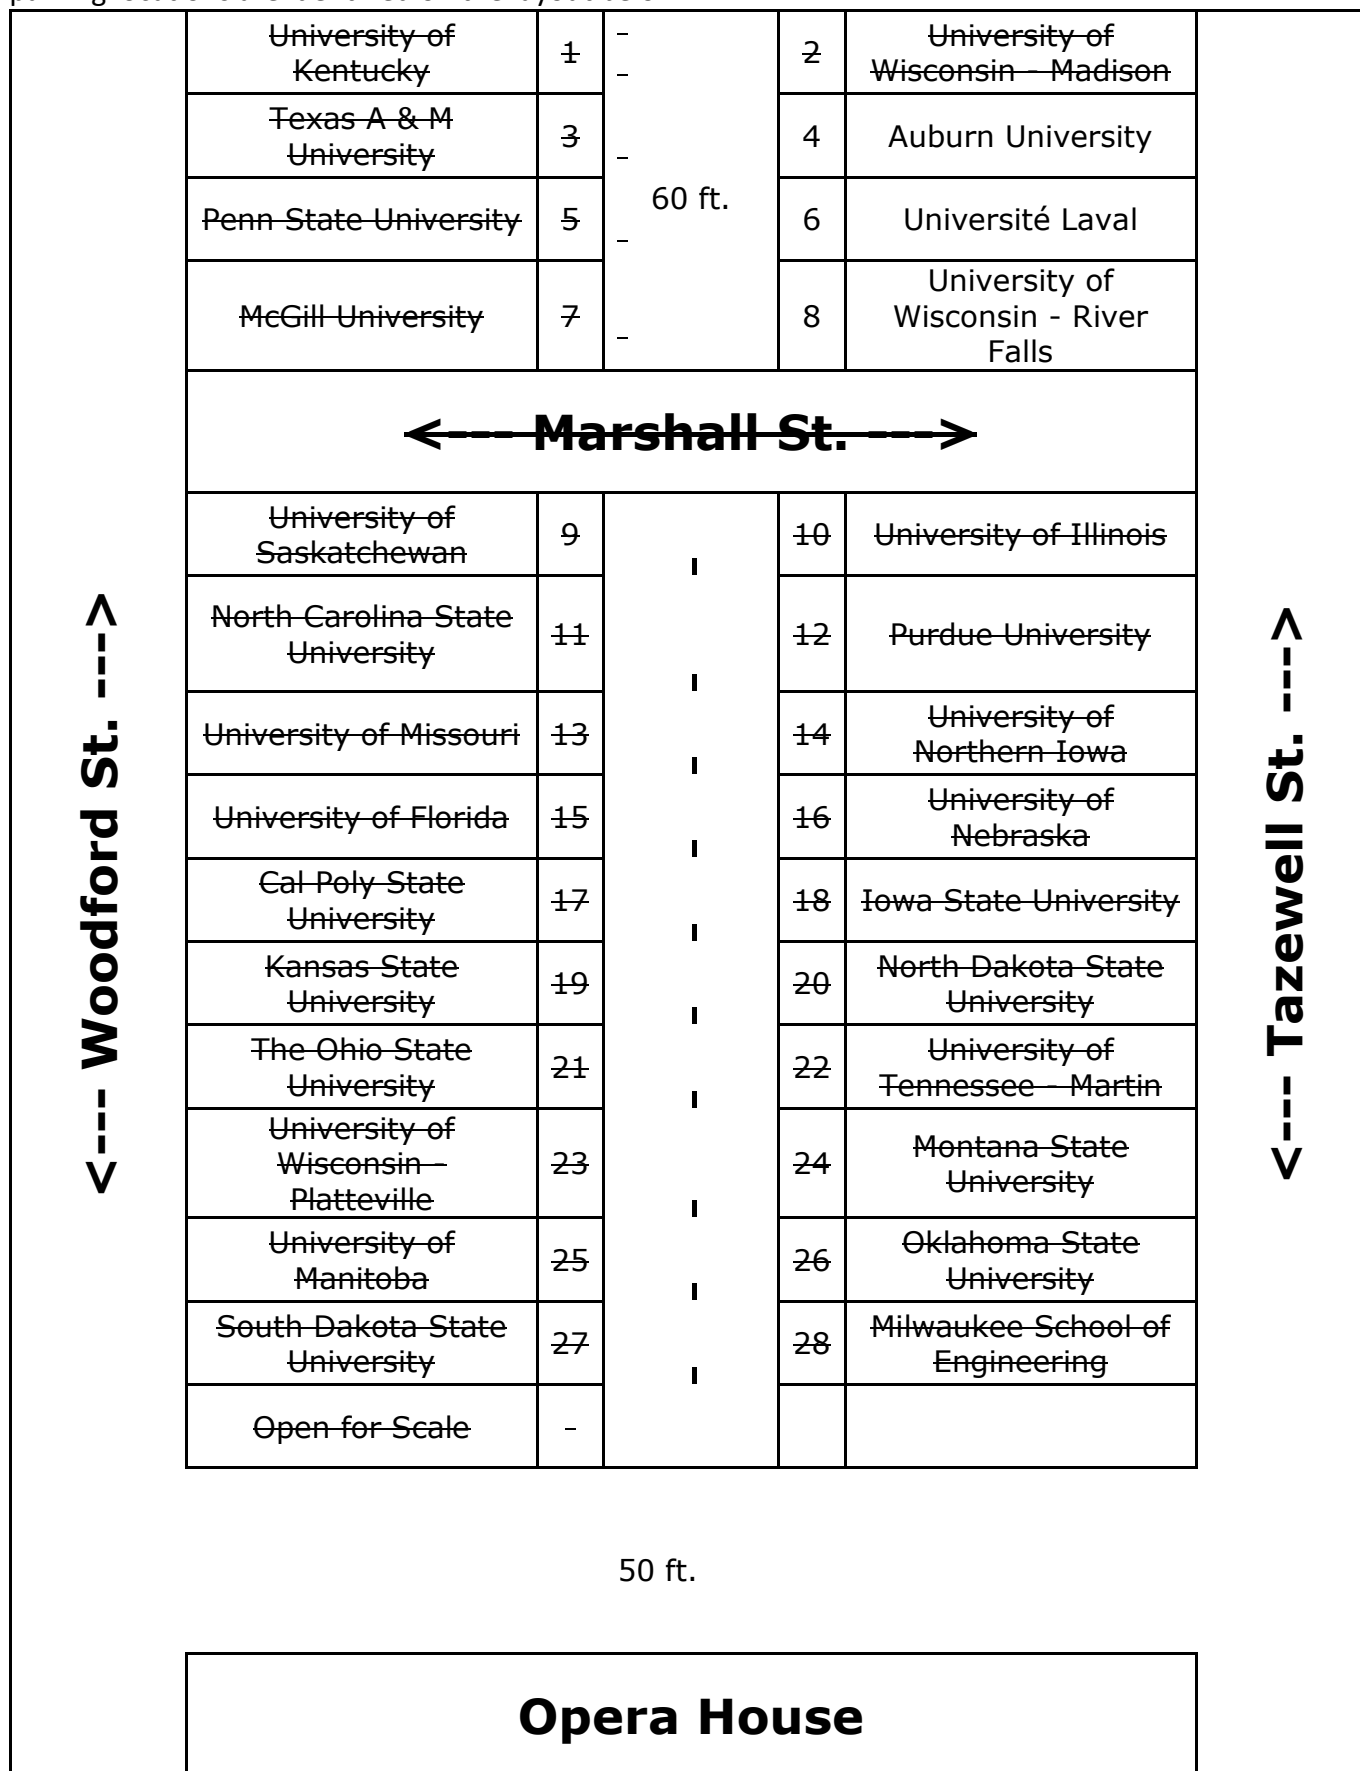 University of 1 - 2 University of
Kentucky - Wisconsin - Madison
Texas A & M
University 3 - 4 Auburn University
60 ft.
Penn State University 5 - 6 Université Laval
McGill University 7 - 8 University of
Wisconsin - River
Falls
<--- Marshall St. --->
University of
Saskatchewan 9 10 University of Illinois
North Carolina State
University 11 12 Purdue University
University of Missouri 13 14 University of
Northern Iowa
University of Florida 15 16 University of
Nebraska
Cal Poly State
University 17 18 Iowa State University
Kansas State
University 19 20 North Dakota State
University
The Ohio State
University 21 22 University of
Tennessee - Martin
University of
Wisconsin -
Platteville 23 24 Montana State
University
University of
Manitoba 25 26 Oklahoma State
University
South Dakota State
University 27 28 Milwaukee School of
Engineering
Open for Scale -
<--- Woodford St. --->
<--- Tazewell St. --->
50 ft.
Opera House